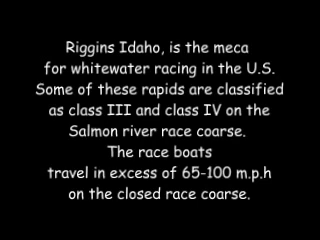 Riggins Idaho, is the meca
for whitewater racing in the U.S.
Some of these rapids are classified
as class III and class IV on the
Salmon river race coarse.
The race boats
travel in excess of 65-100 m.p.h
on the closed race coarse.